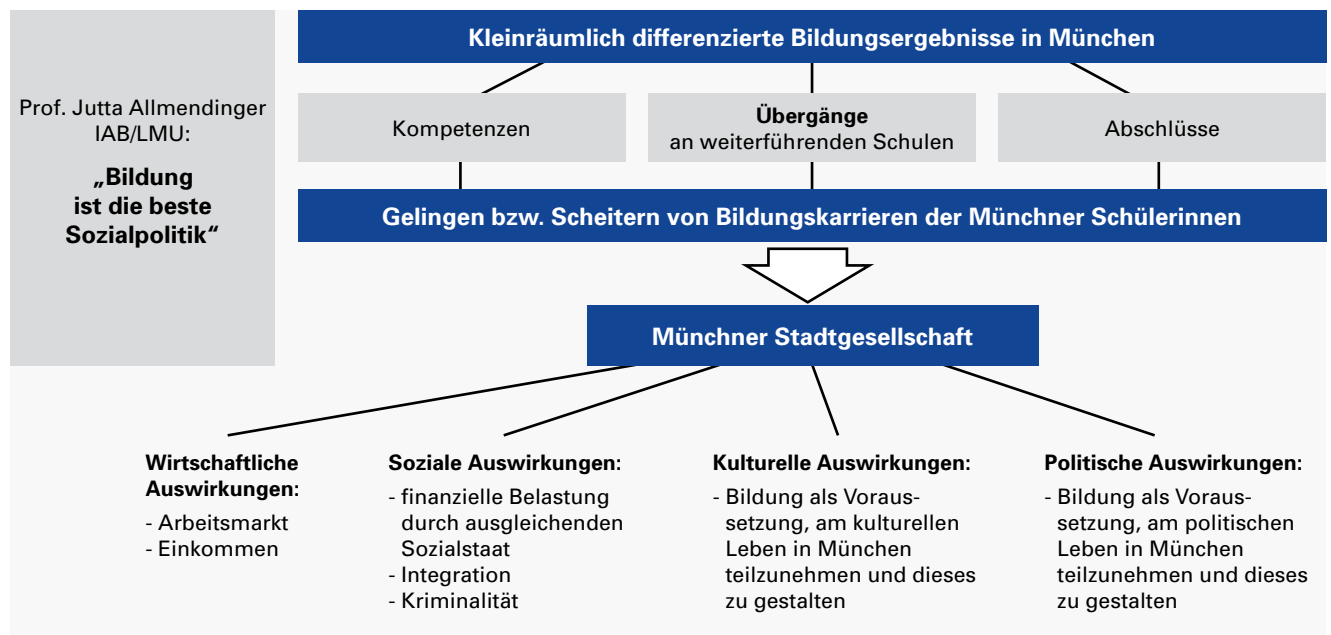 Prof. Jutta Allmendinger
IAB/LMU:
„Bildung
ist die beste
Sozialpolitik“
Kleinräumlich differenzierte Bildungsergebnisse in München
Kompetenzen
Übergänge
an weiterführenden Schulen
Abschlüsse
Gelingen bzw. Scheitern von Bildungskarrieren der Münchner Schülerinnen
Münchner Stadtgesellschaft
Wirtschaftliche
Auswirkungen:
- Arbeitsmarkt
- Einkommen
Soziale Auswirkungen:
- finanzielle Belastung
durch ausgleichenden
Sozialstaat
- Integration
- Kriminalität
Kulturelle Auswirkungen:
- Bildung als Voraus-
setzung, am kulturellen
Leben in München
teilzunehmen und dieses
zu gestalten
Politische Auswirkungen:
- Bildung als Voraus-
setzung, am politischen
Leben in München
teilzunehmen und dieses
zu gestalten